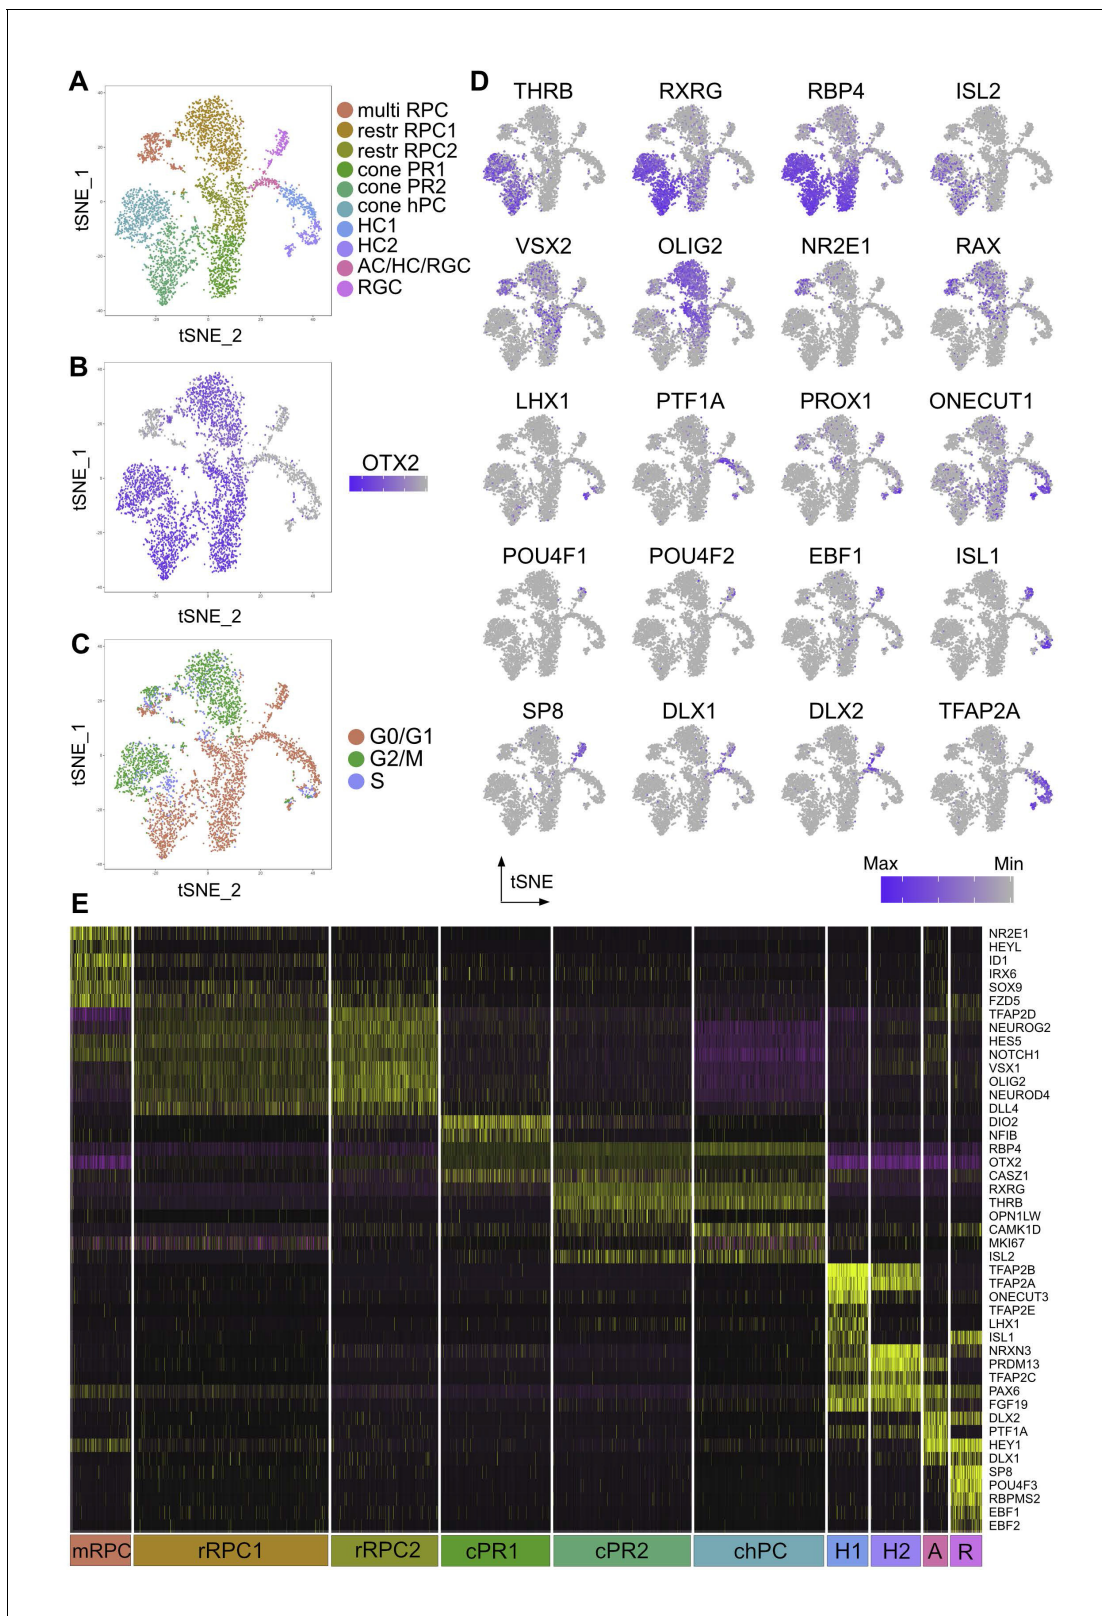 A
tSNE_1
tSNE_2
multi RPC
restr RPC1
restr RPC2
cone PR1
cone PR2
cone hPC
HC1
HC2
AC/HC/RGC
RGC
B
tSNE_1
tSNE_2
OTX2
C
tSNE_1
tSNE_2
G0/G1
G2/M
S
D
THRB RXRG RBP4 ISL2
VSX2 OLIG2 NR2E1 RAX
LHX1 PTF1A PROX1 ONECUT1
POU4F1 POU4F2 EBF1 ISL1
SP8 DLX1 DLX2 TFAP2A
tSNE
Max Min
E
NR2E1
HEYL
ID1
IRX6
SOX9
FZD5
TFAP2D
NEUROG2
HES5
NOTCH1
VSX1
OLIG2
NEUROD4
DLL4
DIO2
NFIB
RBP4
OTX2
CASZ1
RXRG
THRB
OPN1LW
CAMK1D
MKI67
ISL2
TFAP2B
TFAP2A
ONECUT3
TFAP2E
LHX1
ISL1
NRXN3
PRDM13
TFAP2C
PAX6
FGF19
DLX2
PTF1A
HEY1
DLX1
SP8
POU4F3
RBPMS2
EBF1
EBF2
mRPC rRPC1 rRPC2 cPR1 cPR2 chPC H1 H2 A R